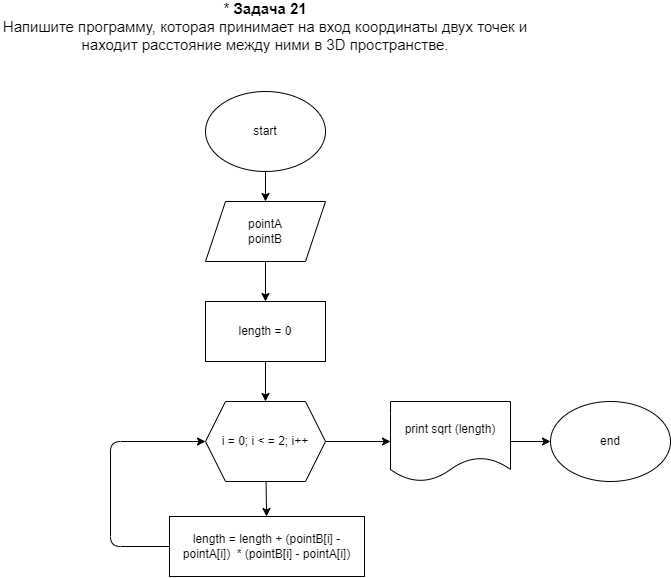 * Задача 21
Напишите программу, которая принимает на вход координаты двух точек и
находит расстояние между ними в 3D пространстве.
start
pointA
pointB
length = 0
i = 0; i < = 2; i++
print sqrt (length)
end
length = length + (pointB[i] -
pointA[i]) * (pointB[i] - pointA[i])